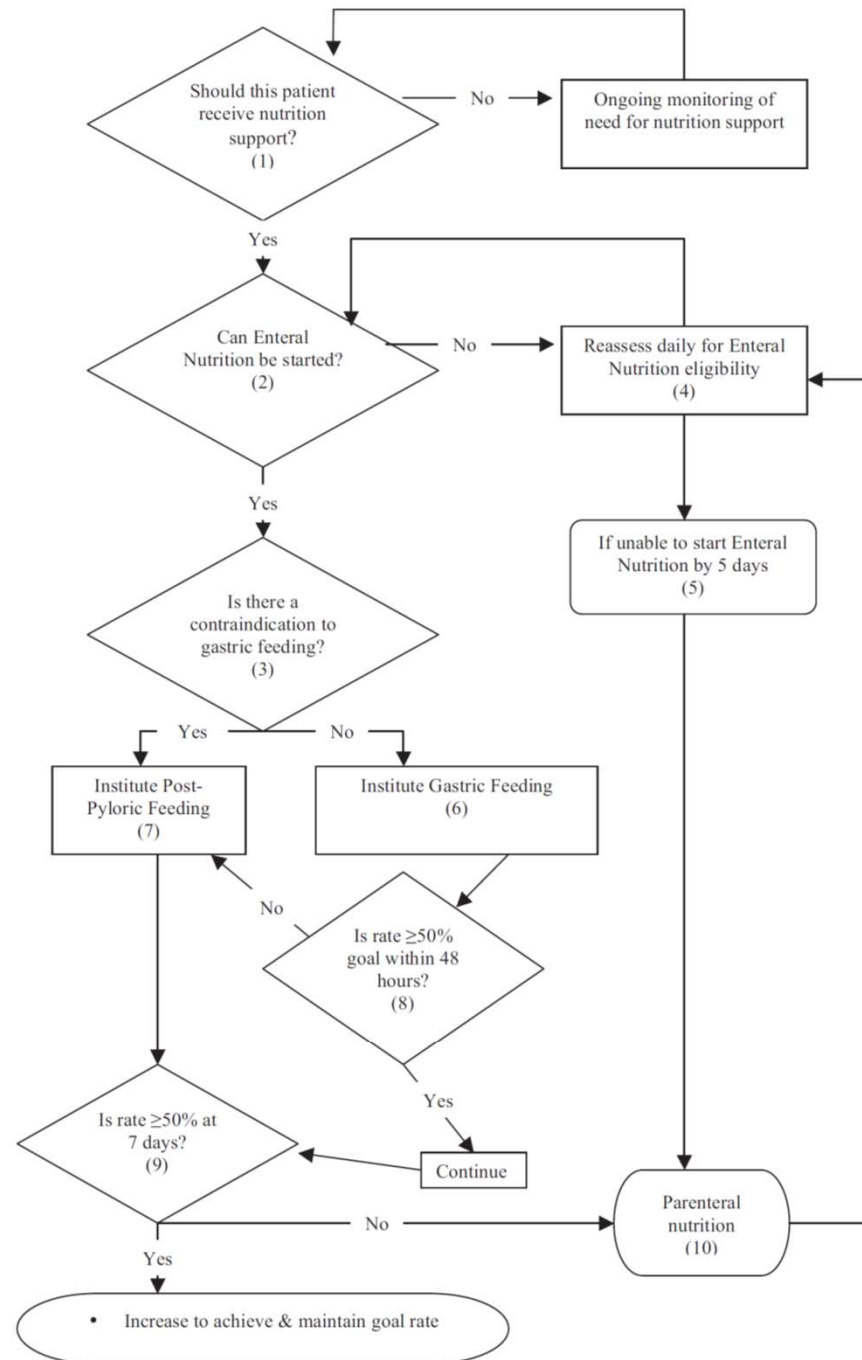 Should this patient
receive nutrition
support?
(1)
No
Ongoing monitoring of
need for nutrition support
Yes
Can Enteral
Nutrition be started?
(2)
No
Reassess daily for Enteral
Nutrition eligibility
(4)
Yes
If unable to start Enteral
Nutrition by 5 days
(5)
Is there a
contraindication to
gastric feeding?
(3)
Yes
No
Institute Post-
Pyloric Feeding
(7)
Institute Gastric Feeding
(6)
No
Is rate ≥50%
goal within 48
hours?
(8)
Yes
Is rate ≥50% at
7 days?
(9)
Continue
No
Parenteral
nutrition
(10)
Yes
• Increase to achieve & maintain goal rate